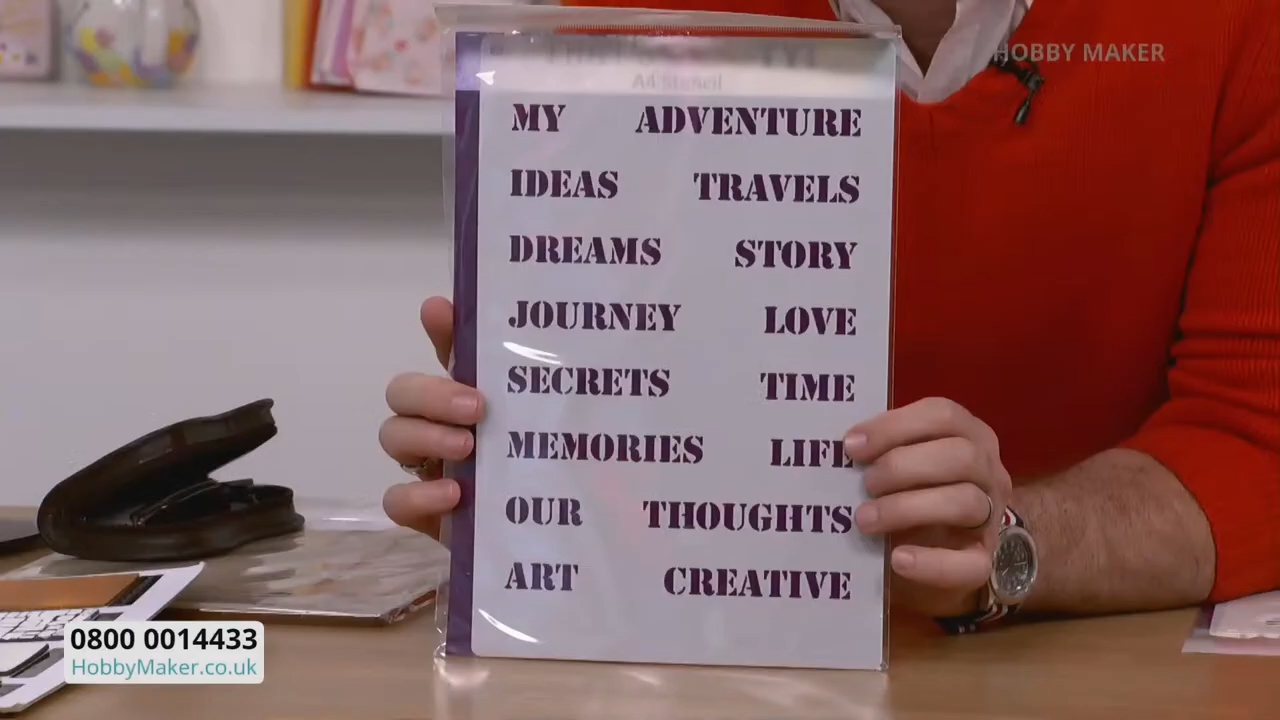 HOBBY MAKER
A4 Stencil
MY ADVENTURE
IDEAS TRAVELS
DREAMS STORY
JOURNEY LOVE
SECRETS TIME
MEMORIES LIFE
OUR THOUGHTS
ART CREATIVE
0800 0014433
HobbyMaker.co.uk